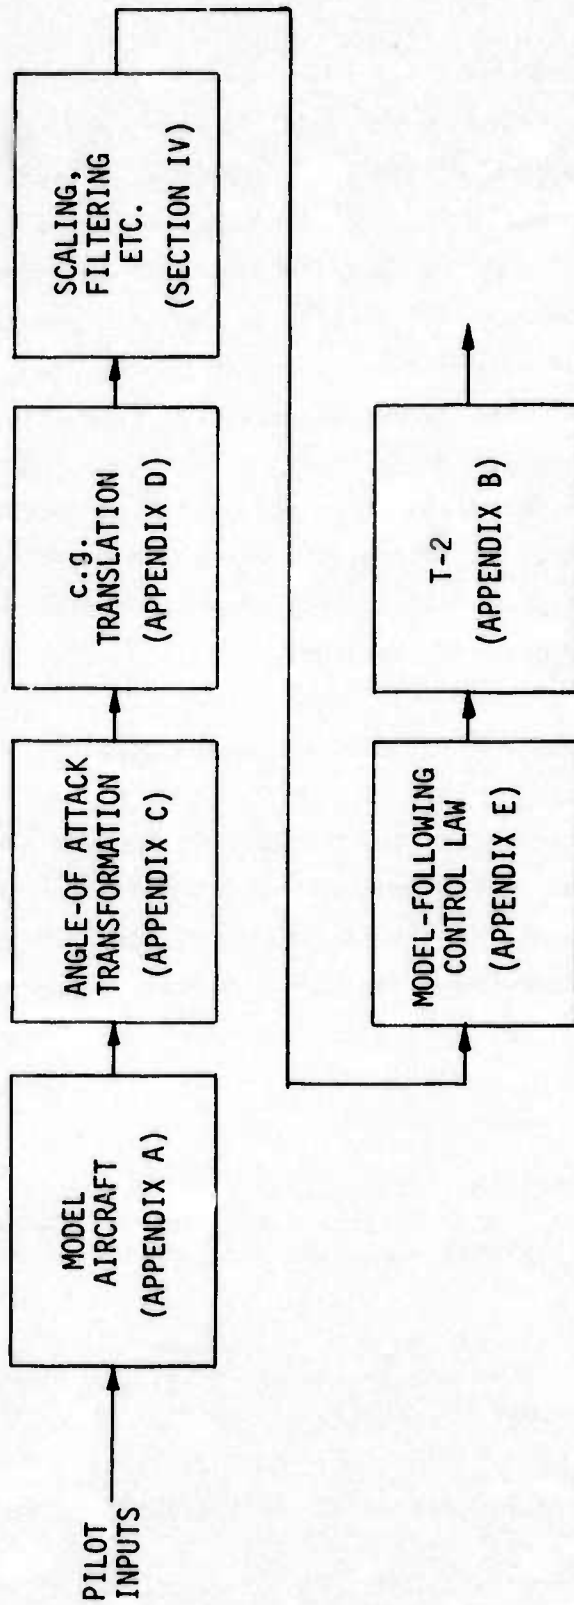 PILOT
INPUTS
MODEL
AIRCRAFT
(APPENDIX A)
ANGLE-OF ATTACK
TRANSFORMATION
(APPENDIX C)
c.g.
TRANSLATION
(APPENDIX D)
SCALING,
FILTERING
ETC.
(SECTION IV)
MODEL-FOLLOWING
CONTROL LAW
(APPENDIX E)
T-2
(APPENDIX B)